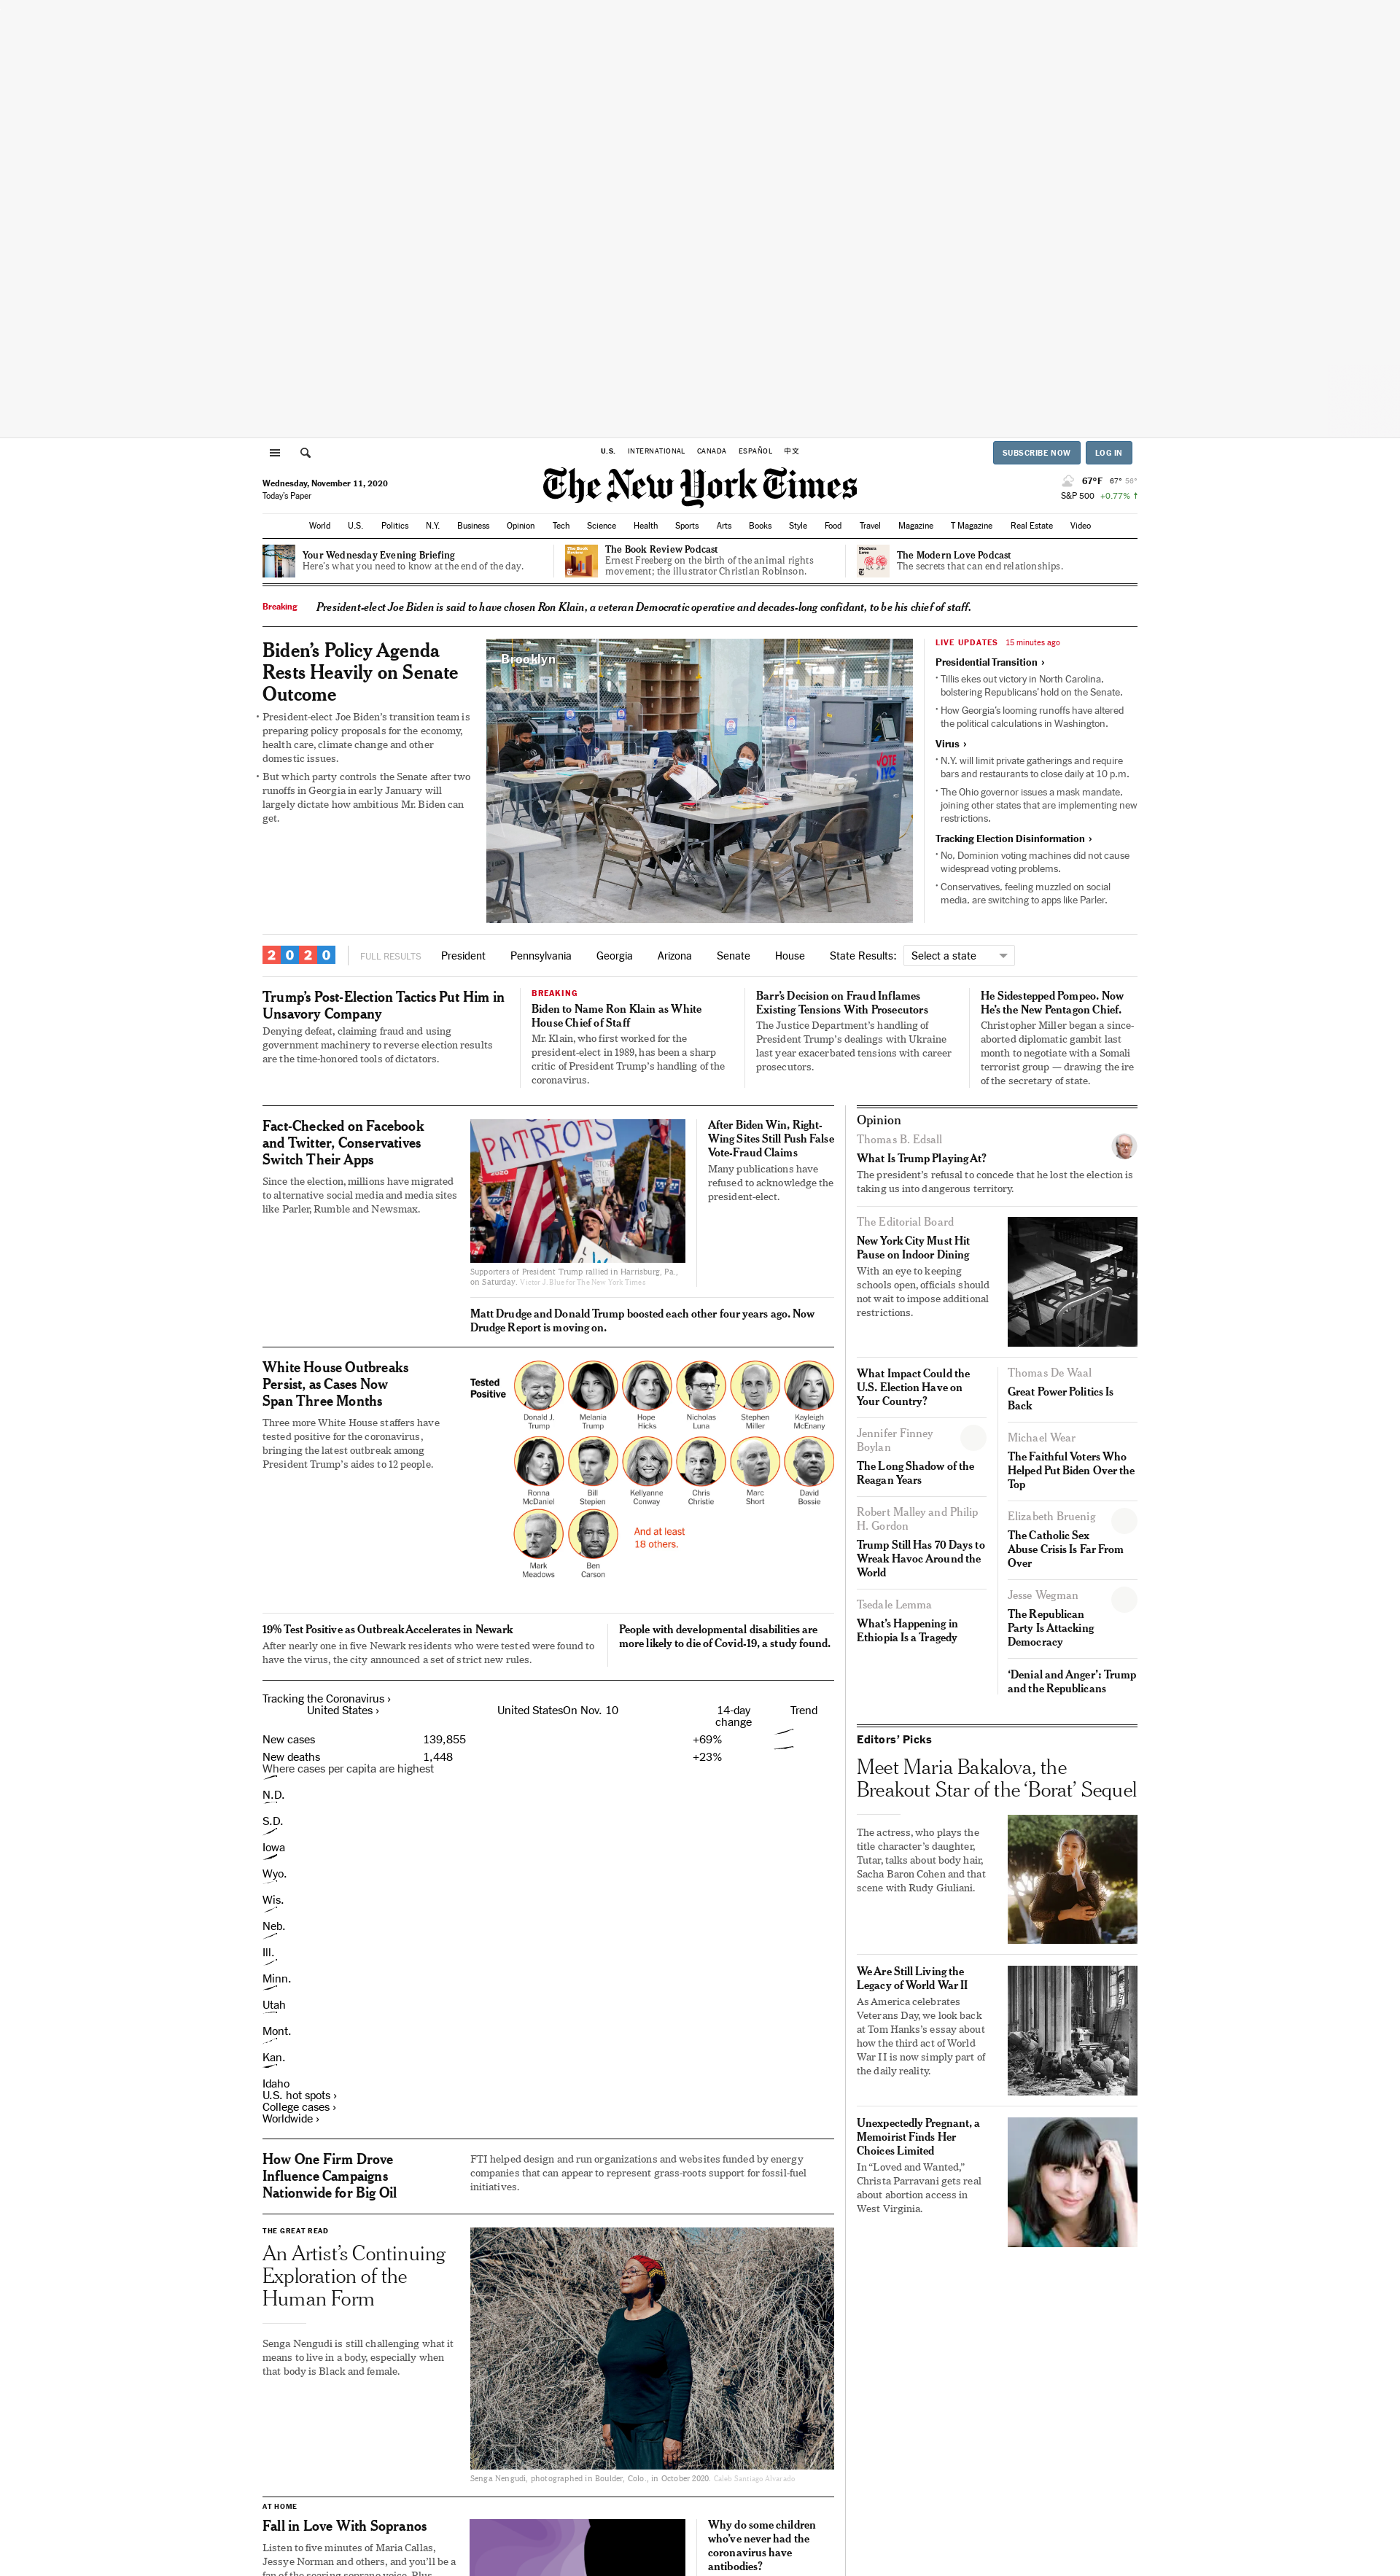 U.S. INTERNATIONAL CANADA ESPAÑOL 中文
SUBSCRIBE NOW LOG IN
Wednesday, November 11, 2020
Today's Paper
The New York Times
67°F 67° 56°
S&P 500 +0.77% ↑
World U.S. Politics N.Y. Business Opinion Tech Science Health Sports Arts Books Style Food Travel Magazine T Magazine Real Estate Video
Your Wednesday Evening Briefing
Here's what you need to know at the end of the day.
The Book Review Podcast
Ernest Freeberg on the birth of the animal rights
movement; the illustrator Christian Robinson.
Modern
Love
The Modern Love Podcast
The secrets that can end relationships.
Breaking President-elect Joe Biden is said to have chosen Ron Klain, a veteran Democratic operative and decades-long confidant, to be his chief of staff.
Biden's Policy Agenda
Rests Heavily on Senate
Outcome
• President-elect Joe Biden's transition team is
preparing policy proposals for the economy,
health care, climate change and other
domestic issues.
• But which party controls the Senate after two
runoffs in Georgia in early January will
largely dictate how ambitious Mr. Biden can
get.
Brooklyn
VOTE
NYC
LIVE UPDATES 15 minutes ago
Presidential Transition ›
• Tillis ekes out victory in North Carolina,
bolstering Republicans' hold on the Senate.
• How Georgia's looming runoffs have altered
the political calculations in Washington.
Virus ›
• N.Y. will limit private gatherings and require
bars and restaurants to close daily at 10 p.m.
• The Ohio governor issues a mask mandate,
joining other states that are implementing new
restrictions.
Tracking Election Disinformation ›
• No, Dominion voting machines did not cause
widespread voting problems.
• Conservatives, feeling muzzled on social
media, are switching to apps like Parler.
2020 FULL RESULTS President Pennsylvania Georgia Arizona Senate House State Results: Select a state
Trump's Post-Election Tactics Put Him in
Unsavory Company
Denying defeat, claiming fraud and using
government machinery to reverse election results
are the time-honored tools of dictators.
BREAKING
Biden to Name Ron Klain as White
House Chief of Staff
Mr. Klain, who first worked for the
president-elect in 1989, has been a sharp
critic of President Trump's handling of the
coronavirus.
Barr's Decision on Fraud Inflames
Existing Tensions With Prosecutors
The Justice Department's handling of
President Trump's dealings with Ukraine
last year exacerbated tensions with career
prosecutors.
He Sidestepped Pompeo. Now
He's the New Pentagon Chief.
Christopher Miller began a since-
aborted diplomatic gambit last
month to negotiate with a Somali
terrorist group — drawing the ire
of the secretary of state.
Fact-Checked on Facebook
and Twitter, Conservatives
Switch Their Apps
Since the election, millions have migrated
to alternative social media and media sites
like Parler, Rumble and Newsmax.
PATRIOTS
Supporters of President Trump rallied in Harrisburg, Pa.,
on Saturday. Victor J. Blue for The New York Times
After Biden Win, Right-
Wing Sites Still Push False
Vote-Fraud Claims
Many publications have
refused to acknowledge the
president-elect.
Matt Drudge and Donald Trump boosted each other four years ago. Now
Drudge Report is moving on.
White House Outbreaks
Persist, as Cases Now
Span Three Months
Three more White House staffers have
tested positive for the coronavirus,
bringing the latest outbreak among
President Trump's aides to 12 people.
Tested
Positive
Donald J. Trump
Melania Trump
Hope Hicks
Nicholas Luna
Stephen Miller
Kayleigh McEnany
Ronna McDaniel
Bill Stepien
Kellyanne Conway
Chris Christie
Marc Short
David Bossie
Mark Meadows
Ben Carson
And at least
18 others.
19% Test Positive as Outbreak Accelerates in Newark
After nearly one in five Newark residents who were tested were found to
have the virus, the city announced a set of strict new rules.
People with developmental disabilities are
more likely to die of Covid-19, a study found.
Tracking the Coronavirus ›
United States › United StatesOn Nov. 10 14-day
change Trend
New cases 139,855 +69%
New deaths 1,448 +23%
Where cases per capita are highest
N.D.
S.D.
Iowa
Wyo.
Wis.
Neb.
Ill.
Minn.
Utah
Mont.
Kan.
Idaho
U.S. hot spots ›
College cases ›
Worldwide ›
How One Firm Drove
Influence Campaigns
Nationwide for Big Oil
FTI helped design and run organizations and websites funded by energy
companies that can appear to represent grass-roots support for fossil-fuel
initiatives.
THE GREAT READ
An Artist's Continuing
Exploration of the
Human Form
Senga Nengudi is still challenging what it
means to live in a body, especially when
that body is Black and female.
Senga Nengudi, photographed in Boulder, Colo., in October 2020. Caleb Santiago Alvarado
AT HOME
Fall in Love With Sopranos
Listen to five minutes of Maria Callas,
Jessye Norman and others, and you'll be a
fan of the soaring soprano voice. Plus
Why do some children
who've never had the
coronavirus have
antibodies?
Opinion
Thomas B. Edsall
What Is Trump Playing At?
The president's refusal to concede that he lost the election is
taking us into dangerous territory.
The Editorial Board
New York City Must Hit
Pause on Indoor Dining
With an eye to keeping
schools open, officials should
not wait to impose additional
restrictions.
What Impact Could the
U.S. Election Have on
Your Country?
Jennifer Finney
Boylan
The Long Shadow of the
Reagan Years
Robert Malley and Philip
H. Gordon
Trump Still Has 70 Days to
Wreak Havoc Around the
World
Tsedale Lemma
What's Happening in
Ethiopia Is a Tragedy
Thomas De Waal
Great Power Politics Is
Back
Michael Wear
The Faithful Voters Who
Helped Put Biden Over the
Top
Elizabeth Bruenig
The Catholic Sex
Abuse Crisis Is Far From
Over
Jesse Wegman
The Republican
Party Is Attacking
Democracy
'Denial and Anger': Trump
and the Republicans
Editors' Picks
Meet Maria Bakalova, the
Breakout Star of the 'Borat' Sequel
The actress, who plays the
title character's daughter,
Tutar, talks about body hair,
Sacha Baron Cohen and that
scene with Rudy Giuliani.
We Are Still Living the
Legacy of World War II
As America celebrates
Veterans Day, we look back
at Tom Hanks's essay about
how the third act of World
War II is now simply part of
the daily reality.
Unexpectedly Pregnant, a
Memoirist Finds Her
Choices Limited
In "Loved and Wanted,"
Christa Parravani gets real
about abortion access in
West Virginia.